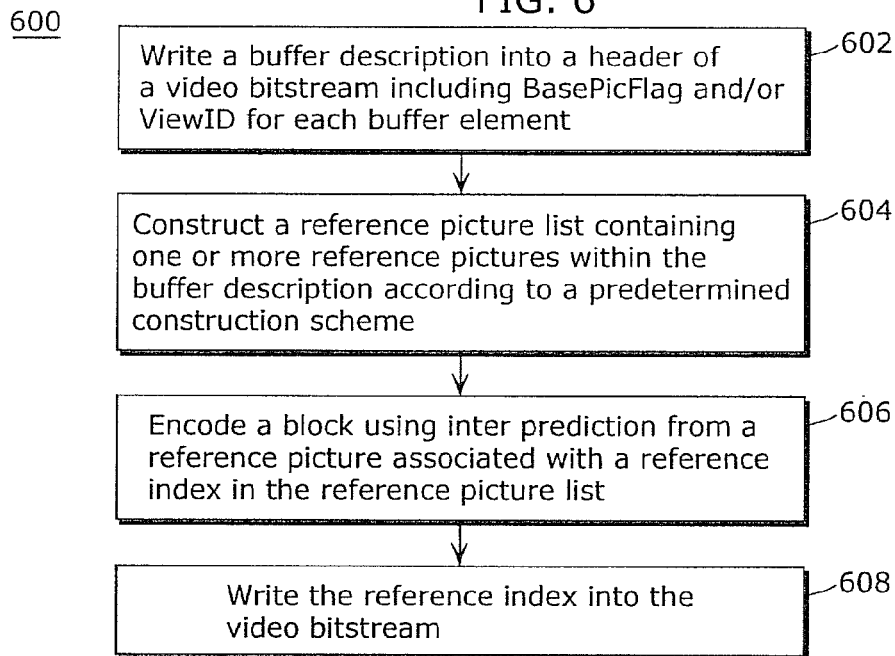 FIG. 6
600
Write a buffer description into a header of
a video bitstream including BasePicFlag and/or
ViewID for each buffer element
602
Construct a reference picture list containing
one or more reference pictures within the
buffer description according to a predetermined
construction scheme
604
Encode a block using inter prediction from a
reference picture associated with a reference
index in the reference picture list
606
Write the reference index into the
video bitstream
608